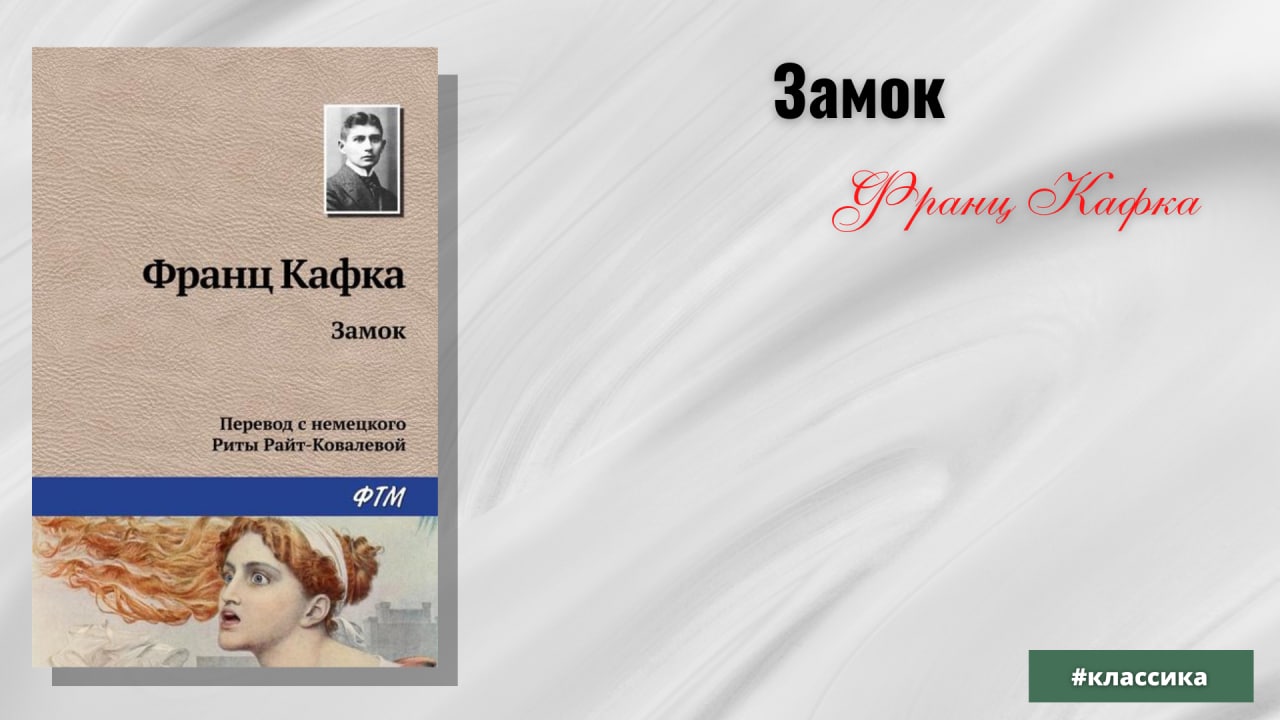 Франц Кафка
Замок
Перевод с немецкого
Риты Райт-Ковалевой
ФТМ
Замок
Франц Кафка
#классика